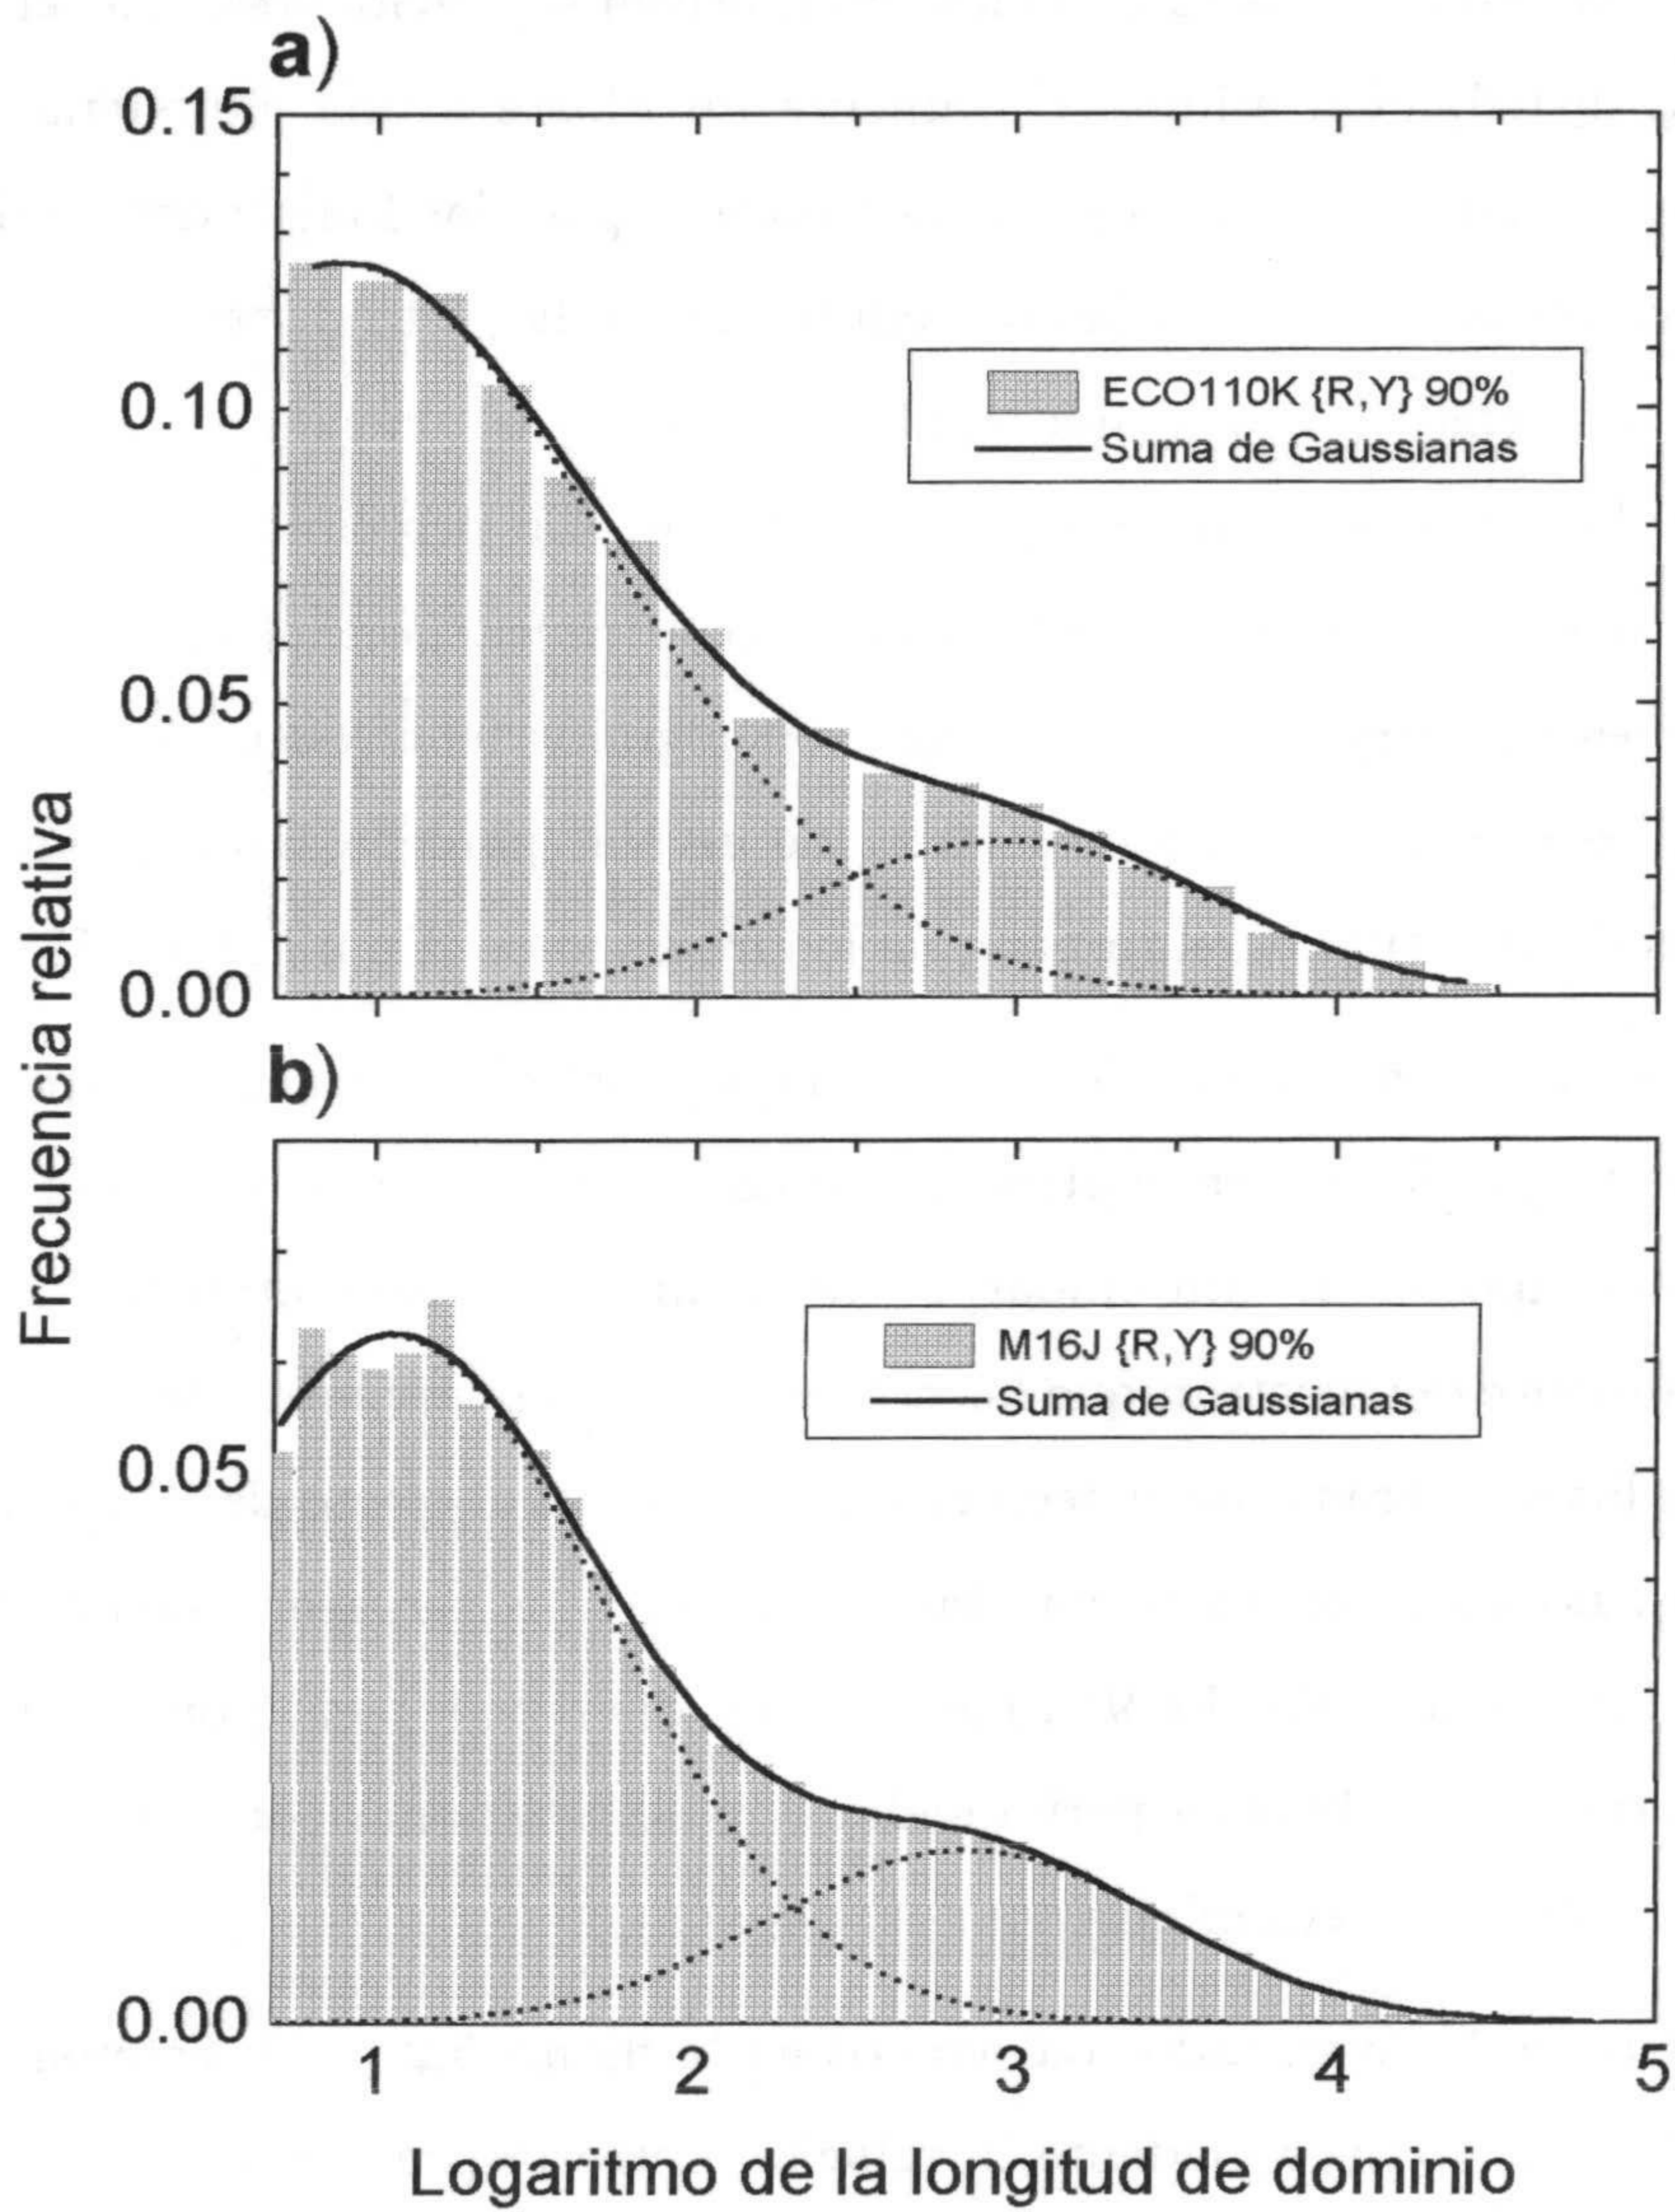 a)
0.15
0.10
0.05
0.00
ECO110K {R,Y} 90%
Suma de Gaussianas
Frecuencia relativa
b)
M16J {R,Y} 90%
Suma de Gaussianas
0.05
0.00
1 2 3 4 5
Logaritmo de la longitud de dominio